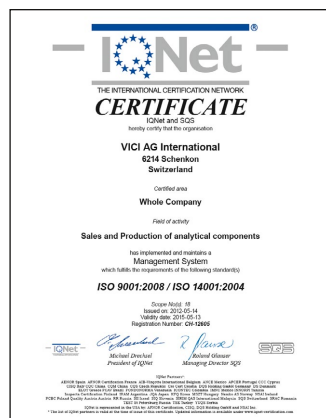 IQNet
®
THE INTERNATIONAL CERTIFICATION NETWORK
CERTIFICATE
IQNet and SQS
hereby certify that the organisation
VICI AG International
6214 Schenkon
Switzerland
Certified area
Whole Company
Field of activity
Sales and Production of analytical components
has implemented and maintains a
Management System
which fulfills the requirements of the following standard(s)
ISO 9001:2008 / ISO 14001:2004
Scope No(s): 18
Issued on: 2012-05-14
Validity date: 2015-05-13
Registration Number: CH-12605
IQNet
SQS
Michael Drechsel
President of IQNet
Roland Glauser
Managing Director SQS
IQNet Partners*: